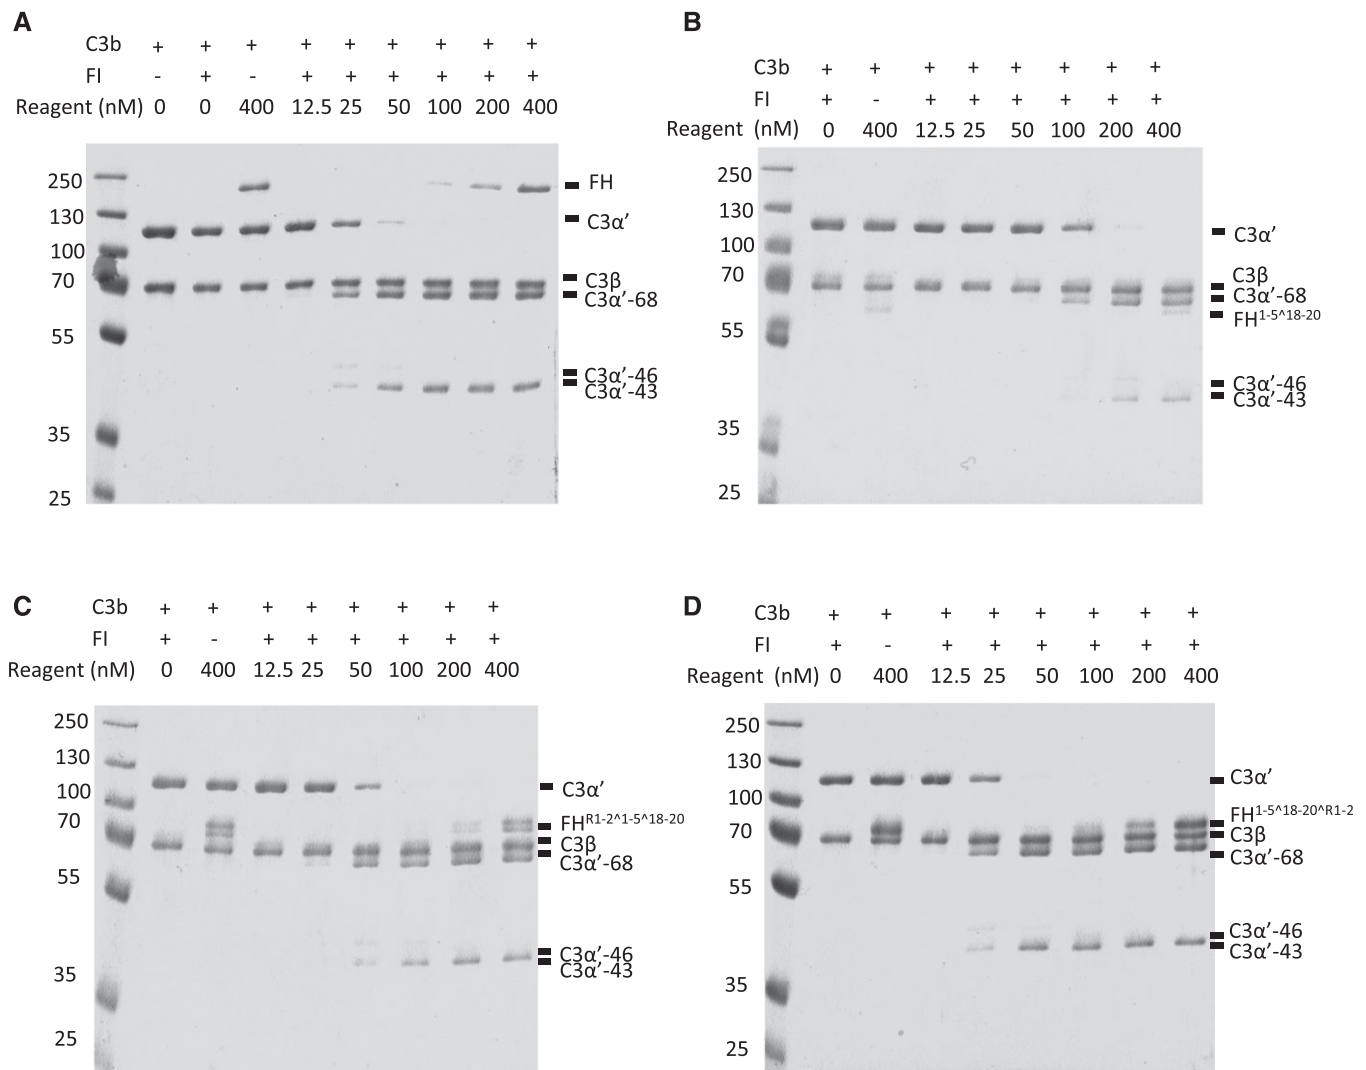 A
C3b + + + + + + + + +
FI - + - + + + + + +
Reagent (nM) 0 0 400 12.5 25 50 100 200 400
250
130
100
70
55
35
25
FH
C3α’
C3β
C3α’-68
C3α’-46
C3α’-43
B
C3b + + + + + + + +
FI + - + + + + + +
Reagent (nM) 0 400 12.5 25 50 100 200 400
250
130
100
70
55
35
25
C3α’
C3β
C3α’-68
FH1-5^18-20
C3α’-46
C3α’-43
C
C3b + + + + + + + +
FI + - + + + + + +
Reagent (nM) 0 400 12.5 25 50 100 200 400
250
130
100
70
55
35
25
C3α’
FHR1-2^1-5^18-20
C3β
C3α’-68
C3α’-46
C3α’-43
D
C3b + + + + + + + +
FI + - + + + + + +
Reagent (nM) 0 400 12.5 25 50 100 200 400
250
130
100
70
55
35
25
C3α’
FH1-5^18-20^R1-2
C3β
C3α’-68
C3α’-46
C3α’-43